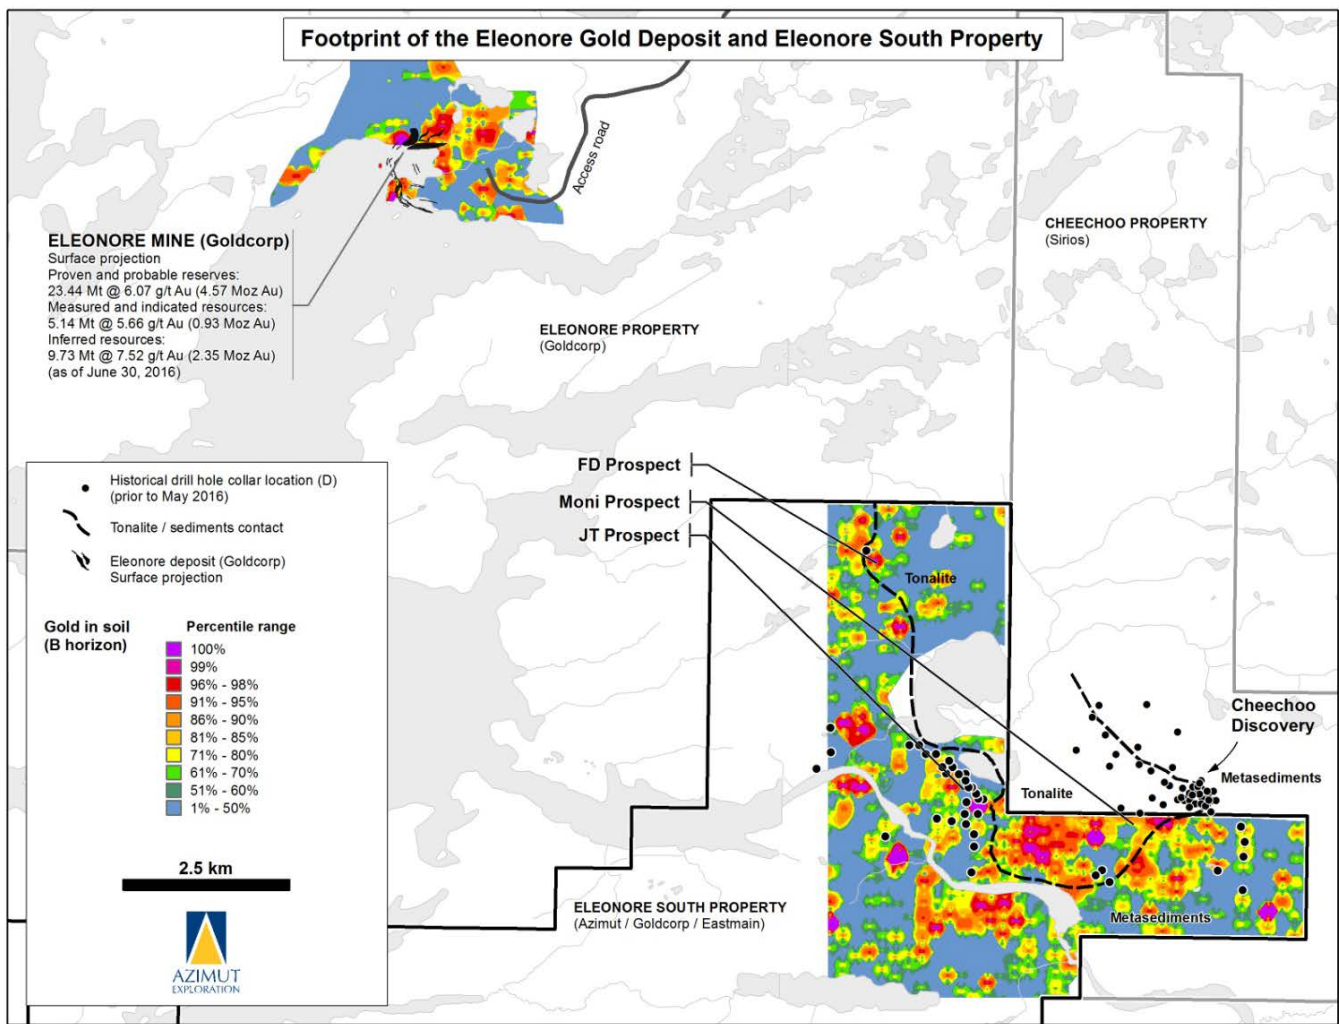 Footprint of the Eleonore Gold Deposit and Eleonore South Property
Access road
ELEONORE MINE (Goldcorp)
Surface projection
Proven and probable reserves:
23.44 Mt @ 6.07 g/t Au (4.57 Moz Au)
Measured and indicated resources:
5.14 Mt @ 5.66 g/t Au (0.93 Moz Au)
Inferred resources:
9.73 Mt @ 7.52 g/t Au (2.35 Moz Au)
(as of June 30, 2016)
CHEECHOO PROPERTY
(Sirios)
ELEONORE PROPERTY
(Goldcorp)
FD Prospect
Moni Prospect
JT Prospect
Historical drill hole collar location (D)
(prior to May 2016)
Tonalite / sediments contact
Eleonore deposit (Goldcorp)
Surface projection
Gold in soil
(B horizon)
Percentile range
100%
99%
96% - 98%
91% - 95%
86% - 90%
81% - 85%
71% - 80%
61% - 70%
51% - 60%
1% - 50%
2.5 km
AZIMUT
EXPLORATION
Tonalite
Cheechoo
Discovery
Metasediments
Tonalite
ELEONORE SOUTH PROPERTY
(Azimut / Goldcorp / Eastmain)
Metasediments